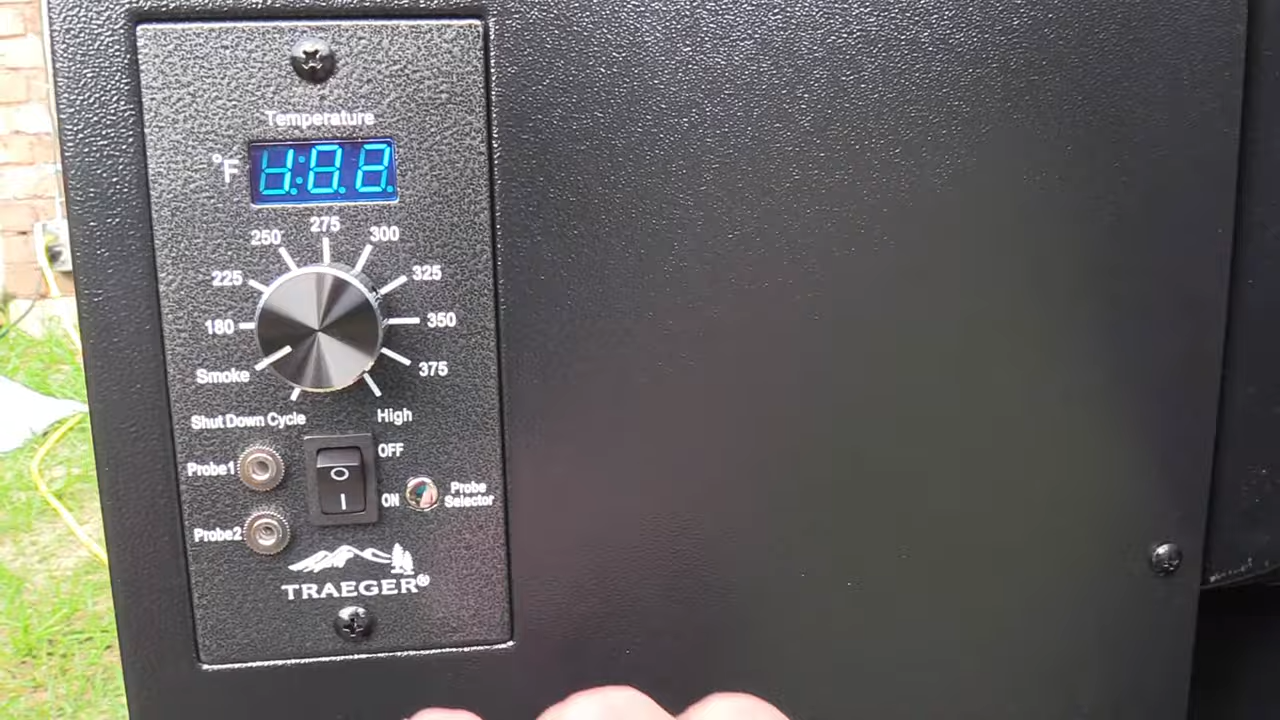 Temperature
°F
275
250
300
225
325
180
350
Smoke
375
Shut Down Cycle
High
OFF
Probe1
O
I
ON
Probe
Selector
Probe2
TRAEGER®